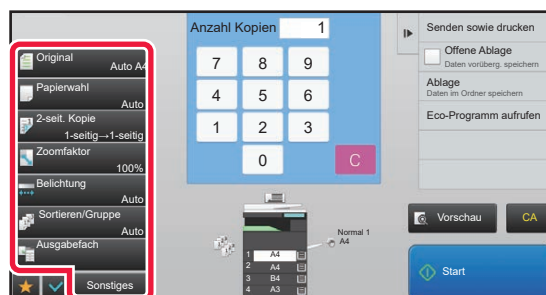 Original
Auto A4
Papierwahl
Auto
2-seit. Kopie
1-seitig→1-seitig
Zoomfaktor
100%
Belichtung
Auto
Sortieren/Gruppe
Auto
Ausgabefach
Sonstiges
Anzahl Kopien 1
7 8 9
4 5 6
1 2 3
0 C
Normal 1
A4
1 A4
2 A4
3 B4
4 A3
Senden sowie drucken
Offene Ablage
Daten vorüberg. speichern
Ablage
Daten im Ordner speichern
Eco-Programm aufrufen
Vorschau CA
Start